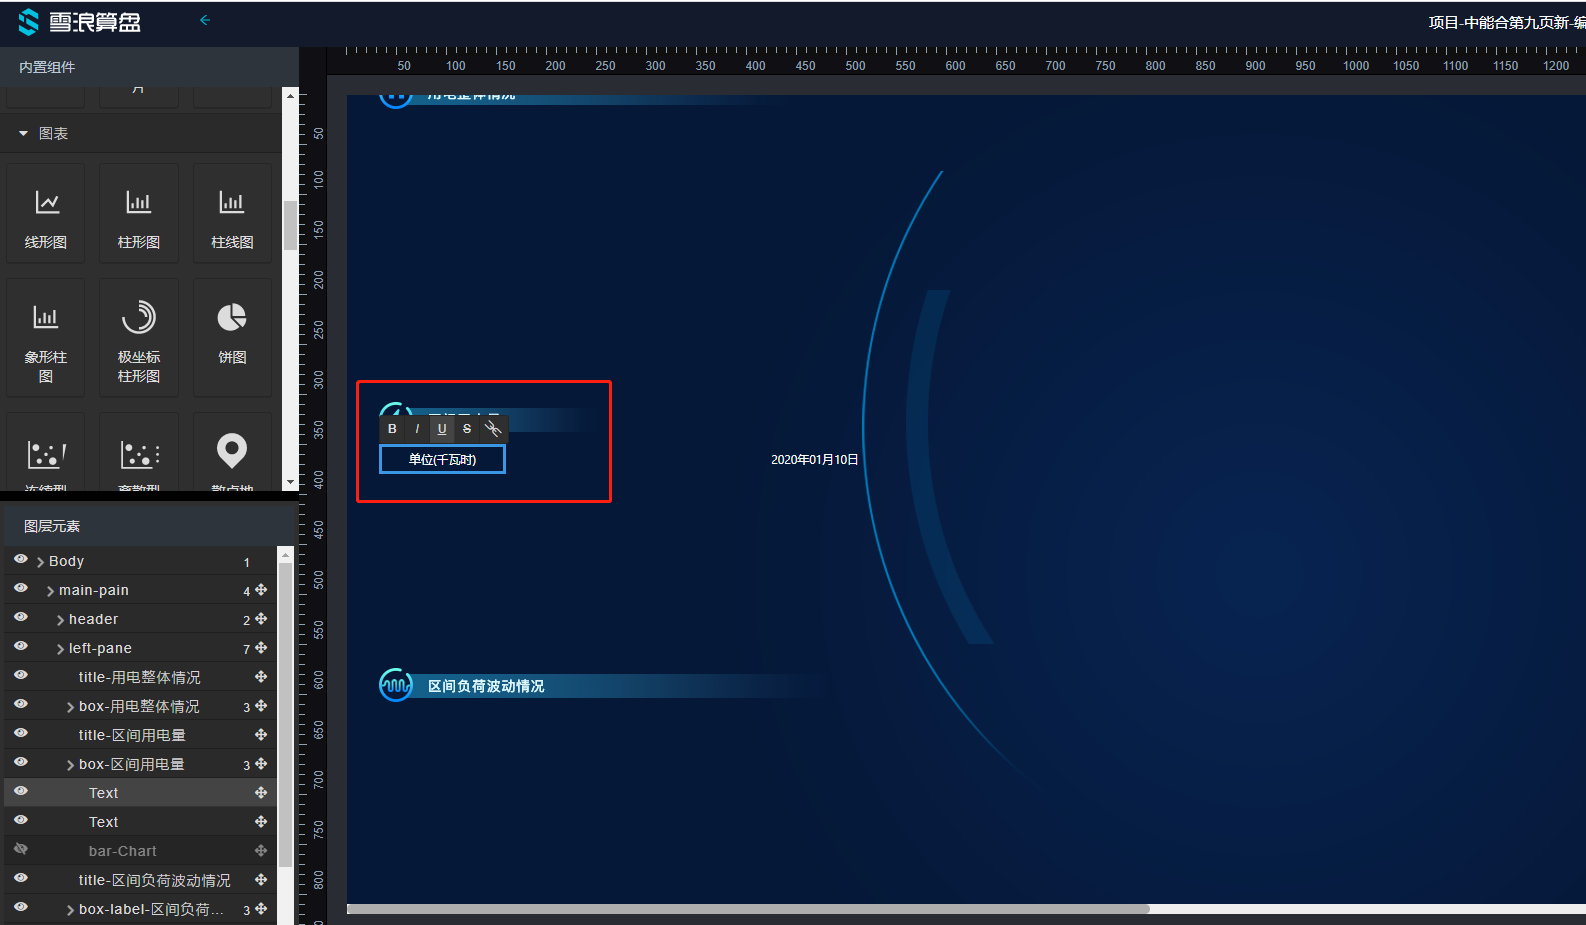 雪浪算盘
项目-中能合第九页新-编
内置组件
图表
线形图
柱形图
柱线图
象形柱
图
极坐标
柱形图
饼图
50 100 150 200 250 300 350 400 450 500 550 600 650 700 750 800 850 900 950 1000 1050 1100 1150 1200
50
100
150
200
250
300
350
400
450
500
550
600
650
700
750
800
用电整体情况
B I U S
单位(千瓦时)
2020年01月10日
区间负荷波动情况
图层元素
Body 1
main-pain 4
header 2
left-pane 7
title-用电整体情况
box-用电整体情况 3
title-区间用电量
box-区间用电量 3
Text
Text
bar-Chart
title-区间负荷波动情况
box-label-区间负荷... 3